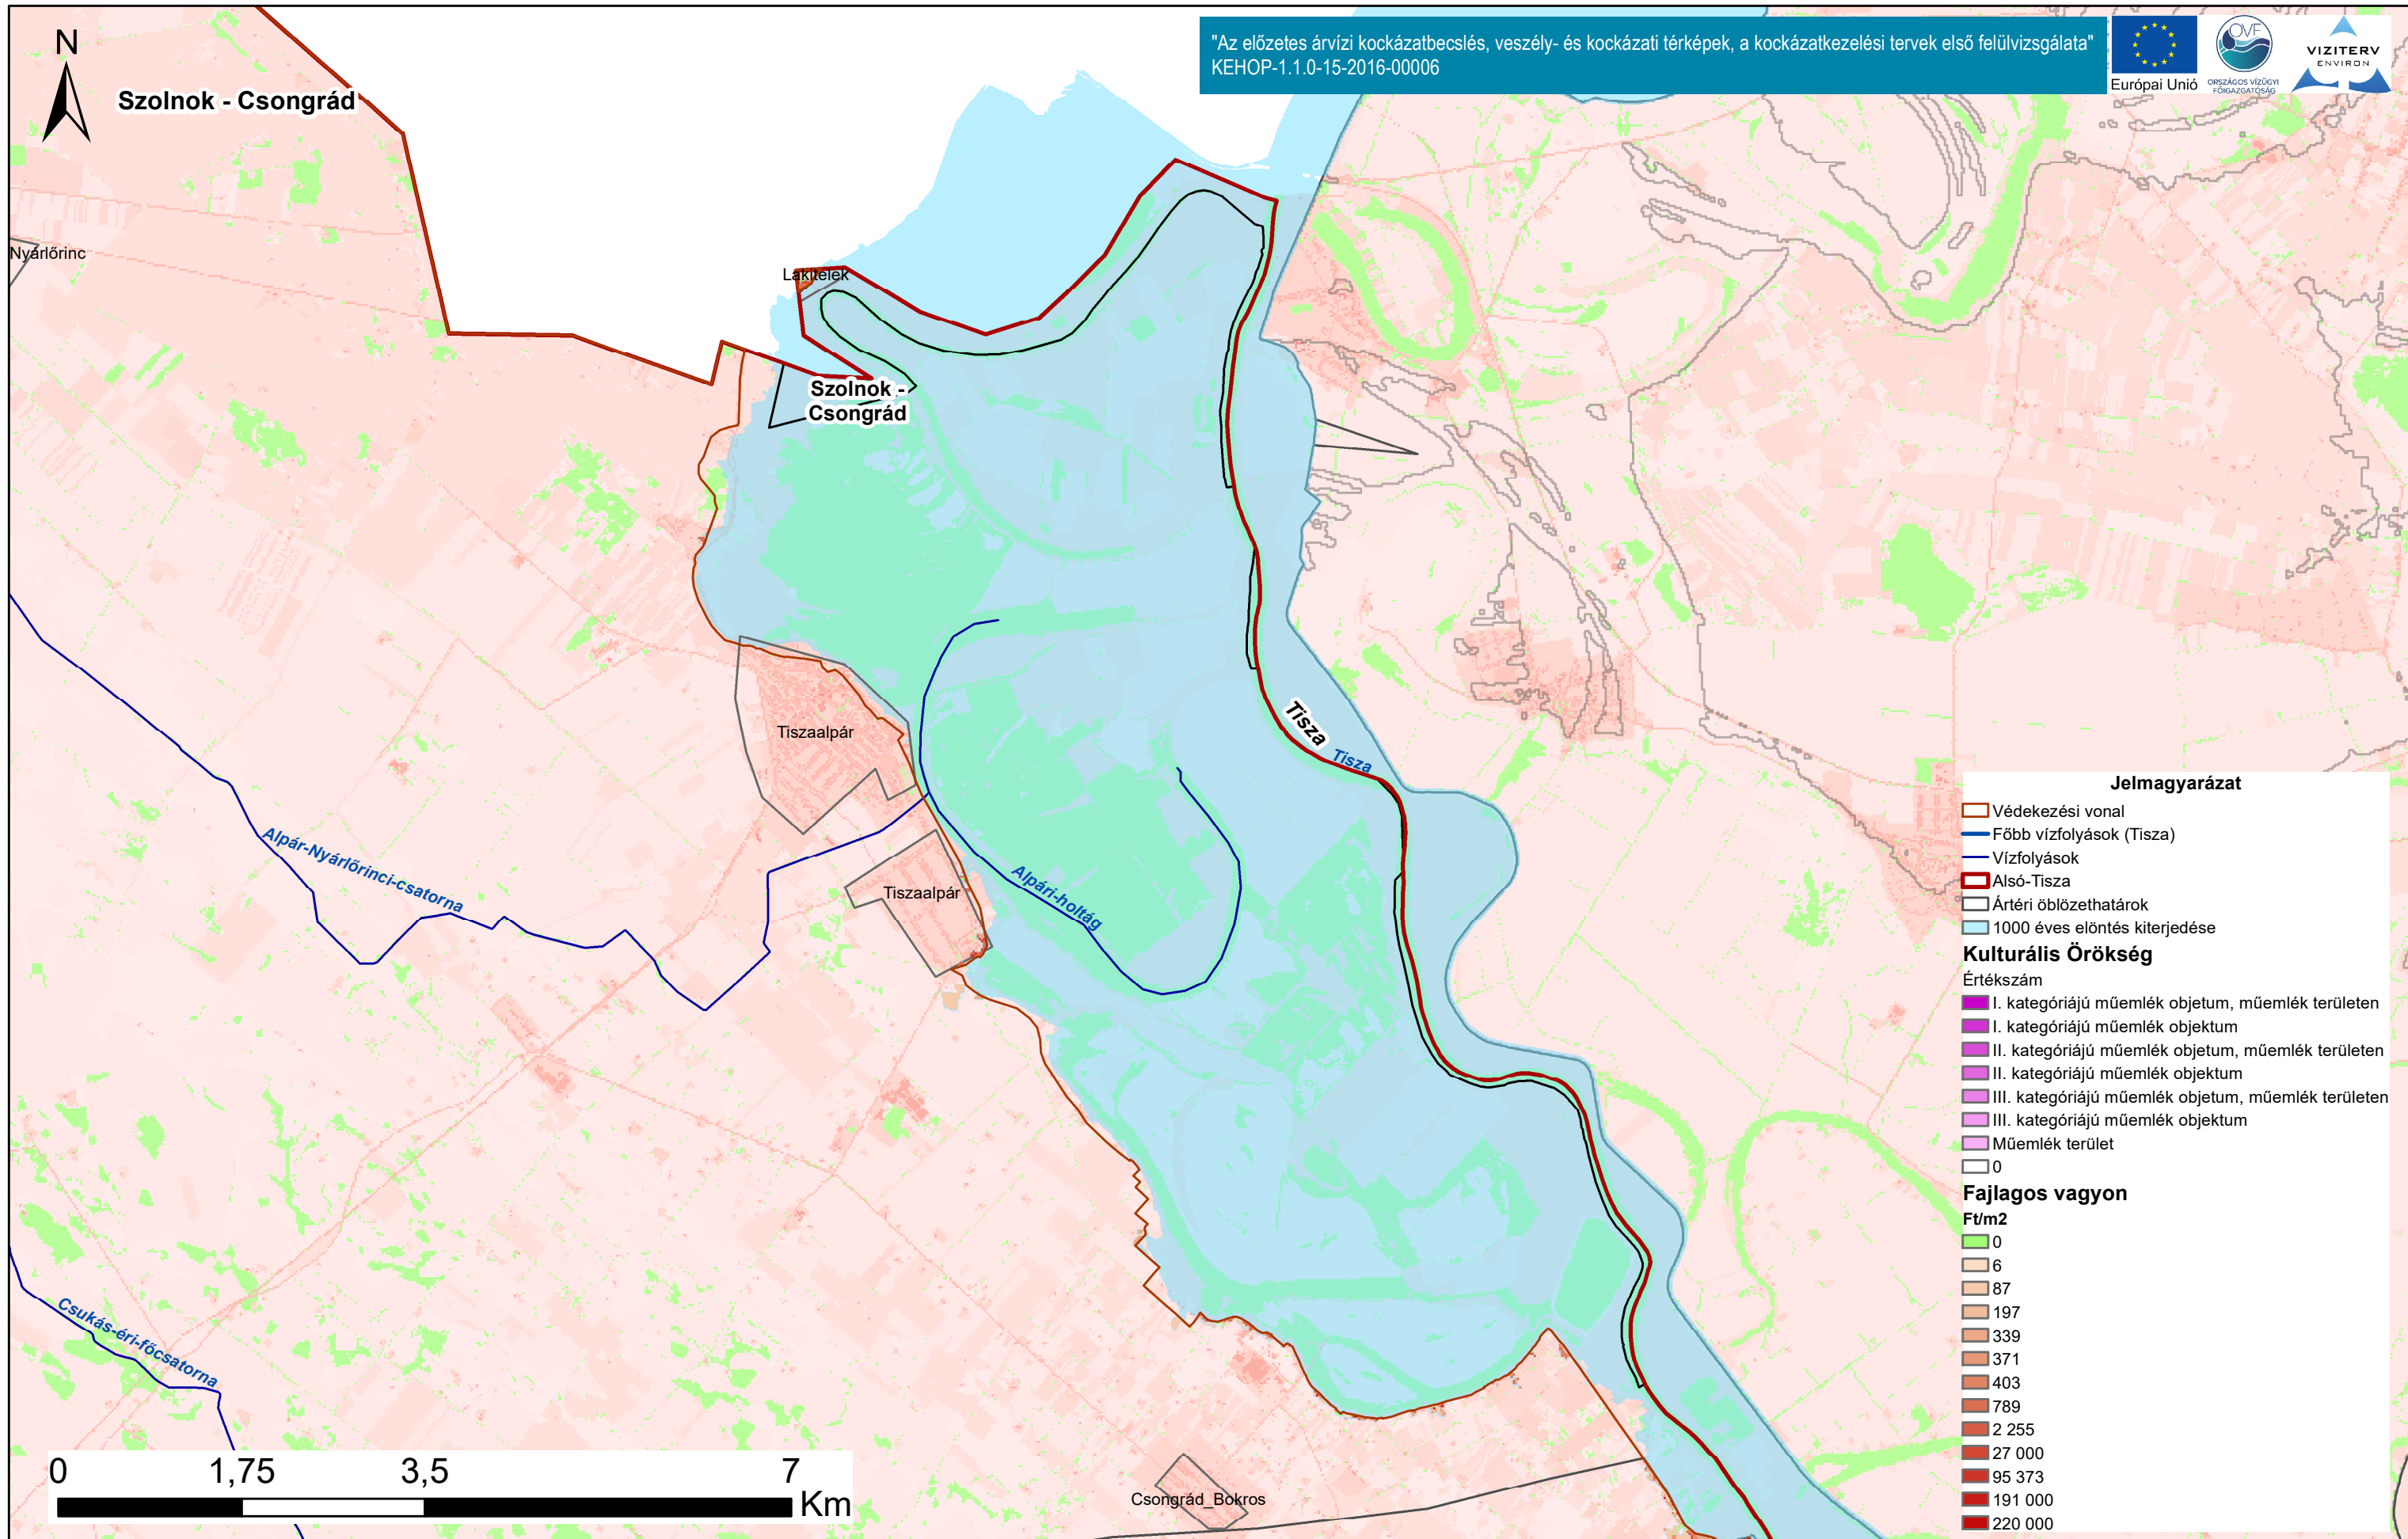 "Az előzetes árvízi kockázatbecslés, veszély- és kockázati térképek, a kockázatkezelési tervek első felülvizsgálata"
KEHOP-1.1.0-15-2016-00006
Európai Unió
OVF
ORSZÁGOS VÍZÜGYI
FŐIGAZGATÓSÁG
VIZITERV
ENVIRON
N
Szolnok - Csongrád
Nyárlőrinc
Lakitelek
Szolnok -
Csongrád
Tiszaalpár
Tisza
Tisza
Alpár-Nyárlőrinci-csatorna
Tiszaalpár
Alpári-holtág
Csukás-éri-főcsatorna
Csongrád_Bokros
0 1,75 3,5 7
Km
Jelmagyarázat
Védekezési vonal
Főbb vízfolyások (Tisza)
Vízfolyások
Alsó-Tisza
Ártéri öblözethatárok
1000 éves elöntés kiterjedése
Kulturális Örökség
Értékszám
I. kategóriájú műemlék objetum, műemlék területen
I. kategóriájú műemlék objektum
II. kategóriájú műemlék objetum, műemlék területen
II. kategóriájú műemlék objektum
III. kategóriájú műemlék objetum, műemlék területen
III. kategóriájú műemlék objektum
Műemlék terület
0
Fajlagos vagyon
Ft/m2
0
6
87
197
339
371
403
789
2 255
27 000
95 373
191 000
220 000